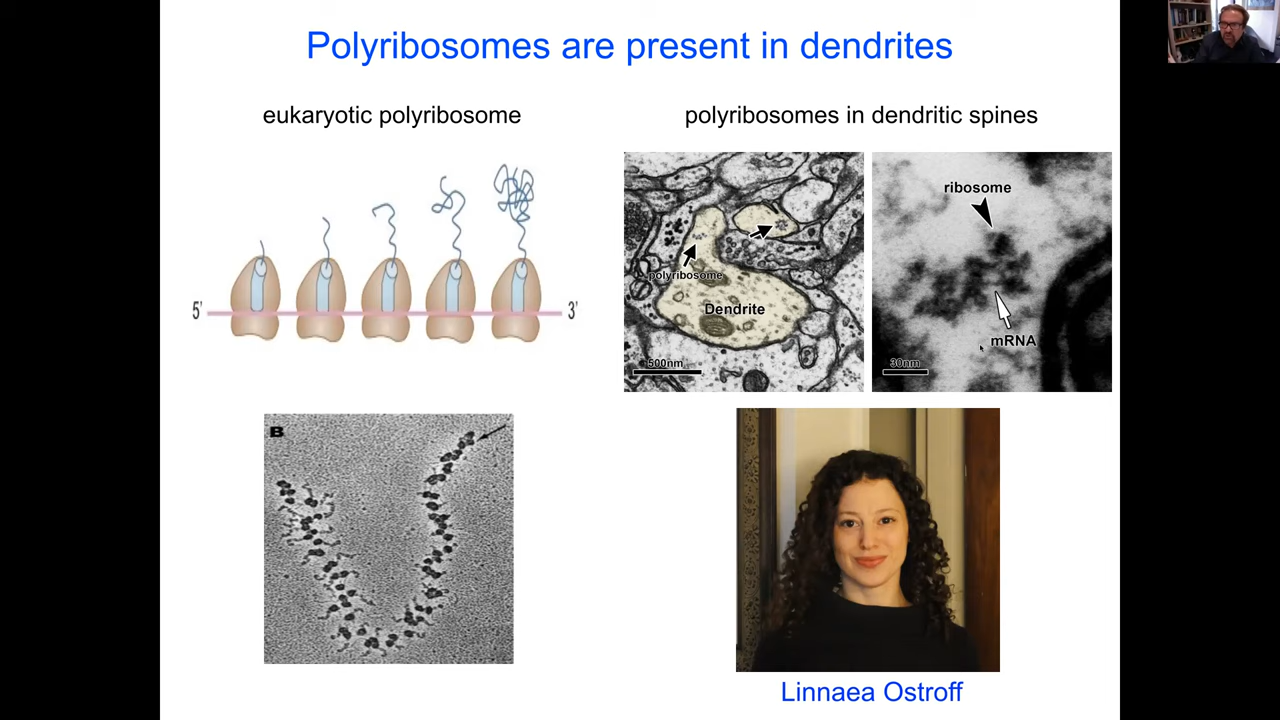 Polyribosomes are present in dendrites
eukaryotic polyribosome
polyribosomes in dendritic spines
5'
3'
polyribosome
Dendrite
500nm
ribosome
mRNA
30nm
B
Linnaea Ostroff